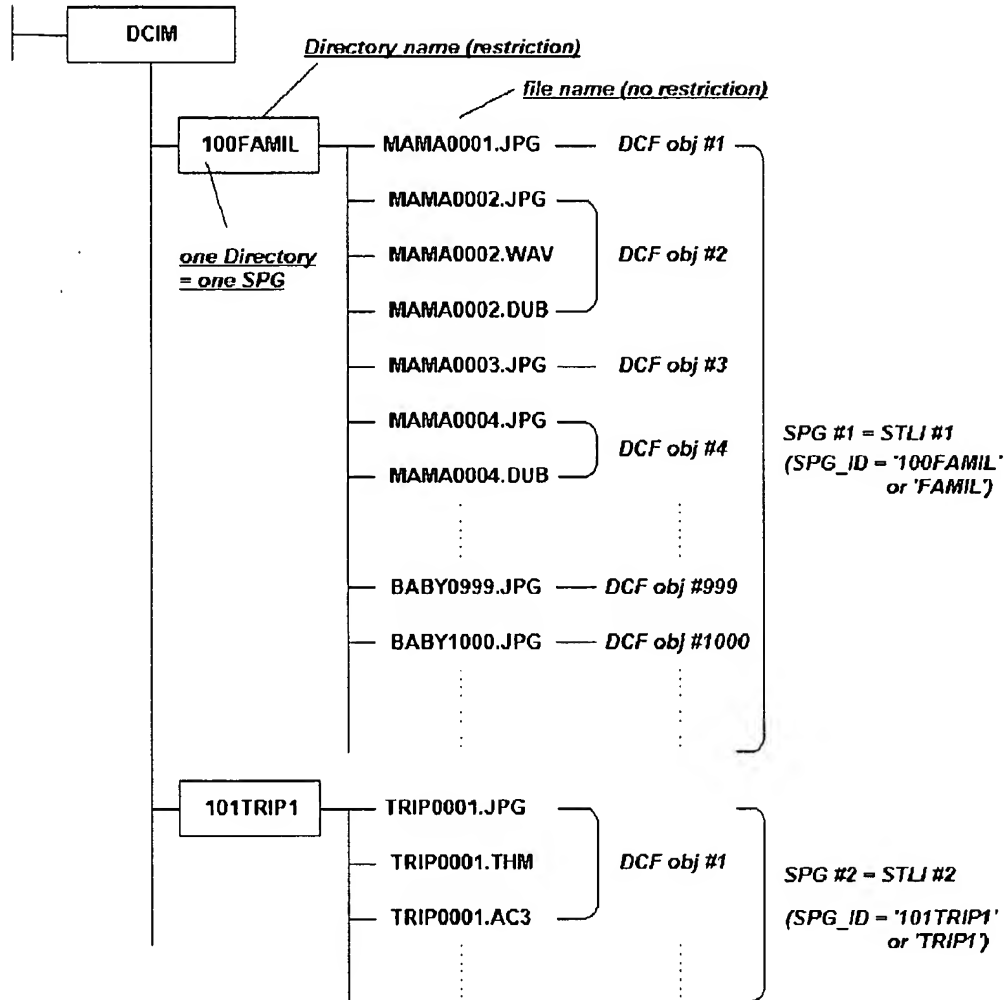 DCIM
Directory name (restriction)
file name (no restriction)
100FAMIL
MAMA0001.JPG
DCF obj #1
MAMA0002.JPG
one Directory
= one SPG
MAMA0002.WAV
DCF obj #2
MAMA0002.DUB
MAMA0003.JPG
DCF obj #3
MAMA0004.JPG
DCF obj #4
MAMA0004.DUB
SPG #1 = STLI #1
(SPG_ID = '100FAMIL'
or 'FAMIL')
BABY0999.JPG
DCF obj #999
BABY1000.JPG
DCF obj #1000
101TRIP1
TRIP0001.JPG
TRIP0001.THM
DCF obj #1
TRIP0001.AC3
SPG #2 = STLI #2
(SPG_ID = '101TRIP1'
or 'TRIP1')